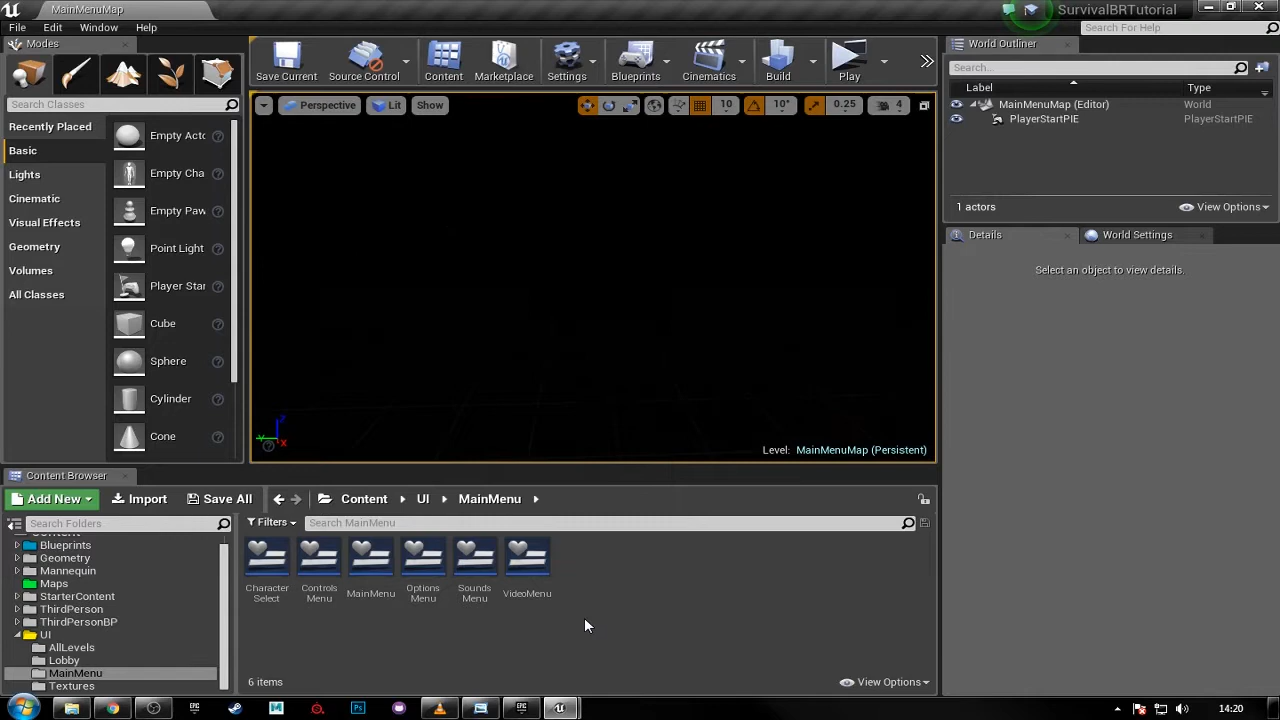 MainMenuMap
SurvivalBRTutorial
File Edit Window Help
Search For Help
Modes
Search Classes
Recently Placed
Basic
Lights
Cinematic
Visual Effects
Geometry
Volumes
All Classes
Empty Acto
Empty Cha
Empty Paw
Point Light
Player Star
Cube
Sphere
Cylinder
Cone
Save Current
Source Control
Content
Marketplace
Settings
Blueprints
Cinematics
Build
Play
Perspective
Lit
Show
10
10°
0.25
4
Level: MainMenuMap (Persistent)
World Outliner
Search...
Label Type
MainMenuMap (Editor) World
PlayerStartPIE PlayerStartPIE
1 actors
View Options
Details
World Settings
Select an object to view details.
Content Browser
Add New Import Save All
Content UI MainMenu
Search Folders
Filters
Search MainMenu
Content
Blueprints
Geometry
Mannequin
Maps
StarterContent
ThirdPerson
ThirdPersonBP
UI
AllLevels
Lobby
MainMenu
Textures
Character
Select
Controls
Menu
MainMenu
Options
Menu
Sounds
Menu
VideoMenu
6 items
View Options
14:20